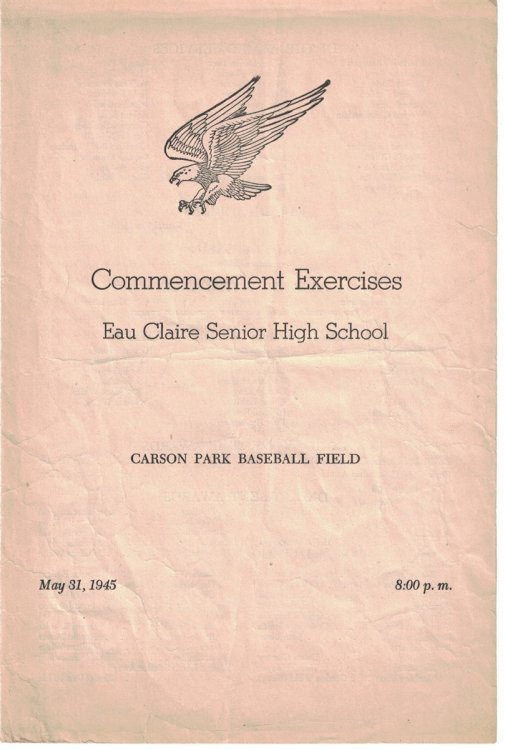 Commencement Exercises
Eau Claire Senior High School
CARSON PARK BASEBALL FIELD
May 31, 1945 8:00 p. m.